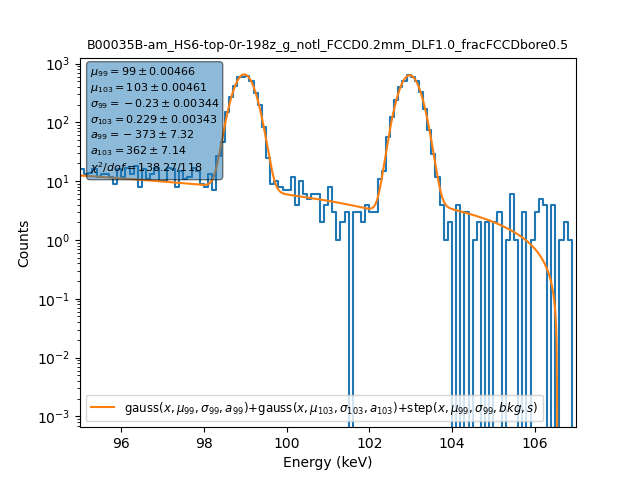 B00035B-am_HS6-top-0r-198z_g_notl_FCCD0.2mm_DLF1.0_fracFCCDbore0.5
μ₉₉ = 99 ± 0.00466
μ₁₀₃ = 103 ± 0.00461
σ₉₉ = −0.23 ± 0.00344
σ₁₀₃ = 0.229 ± 0.00343
a₉₉ = −373 ± 7.32
a₁₀₃ = 362 ± 7.14
χ²/dof = 138.27/118
10³
10²
10¹
10⁰
10⁻¹
10⁻²
10⁻³
Counts
gauss(x, μ₉₉, σ₉₉, a₉₉)+gauss(x, μ₁₀₃, σ₁₀₃, a₁₀₃)+step(x, μ₉₉, σ₉₉, bkg, s)
96 98 100 102 104 106
Energy (keV)